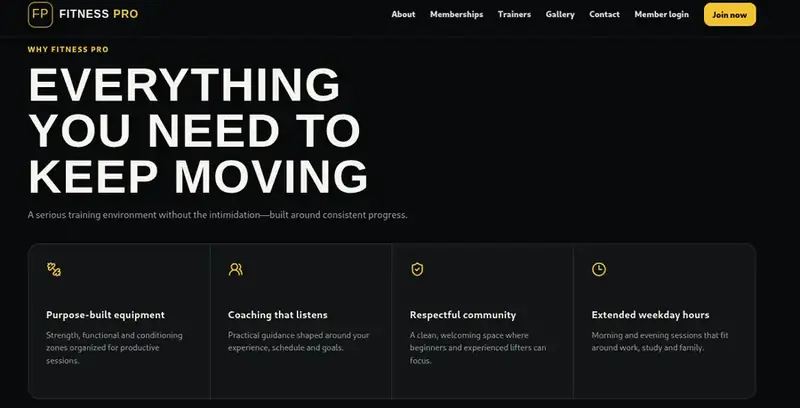 FP FITNESS PRO
About Memberships Trainers Gallery Contact Member login Join now
WHY FITNESS PRO
EVERYTHING
YOU NEED TO
KEEP MOVING
A serious training environment without the intimidation—built around consistent progress.
Purpose-built equipment
Strength, functional and conditioning
zones organized for productive
sessions.
Coaching that listens
Practical guidance shaped around your
experience, schedule and goals.
Respectful community
A clean, welcoming space where
beginners and experienced lifters can
focus.
Extended weekday hours
Morning and evening sessions that fit
around work, study and family.